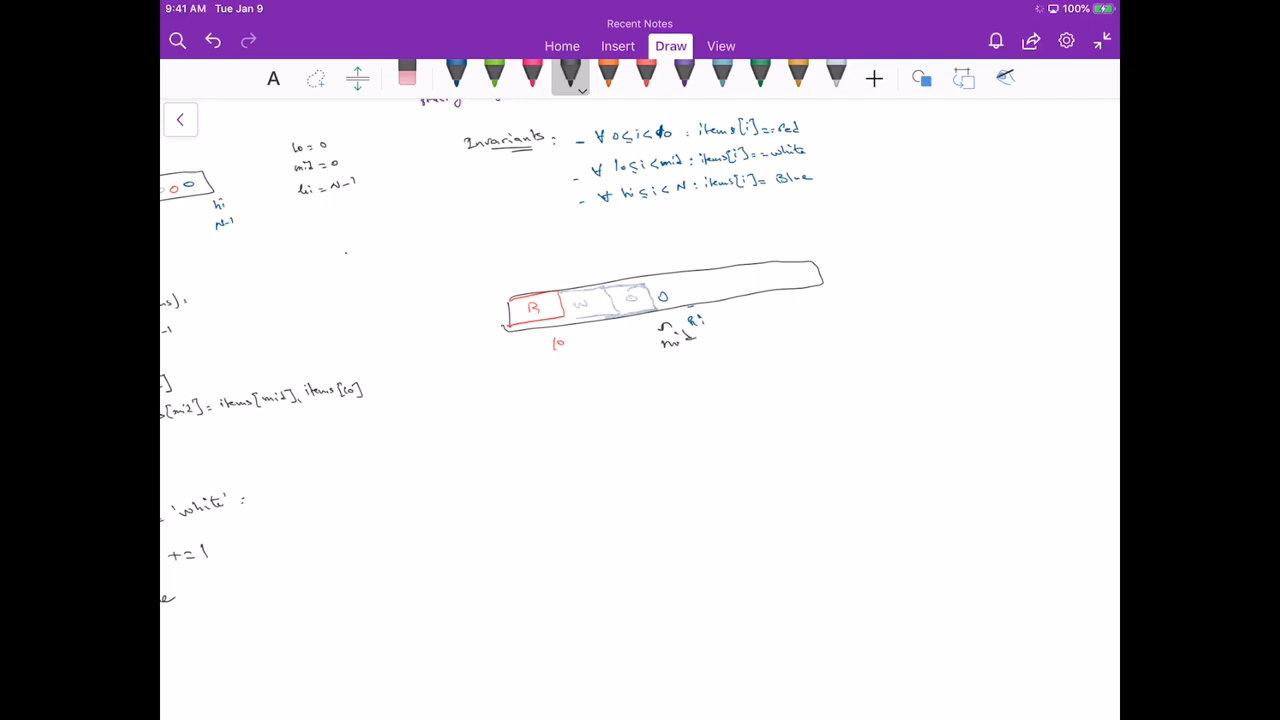 9:41 AM Tue Jan 9
100%
Recent Notes
Home Insert Draw View
A
Invariants :
lo = 0
mid = 0
hi = N-1
- ∀ 0≤i<lo : items[i]==red
- ∀ lo≤i<mid : items[i]==white
- ∀ hi≤i<N : items[i]= Blue
hi
N-1
R W O O
lo mid hi
s):
-1
]
s[mid] = items[mid], items[lo]
= 'white' :
+=1
e